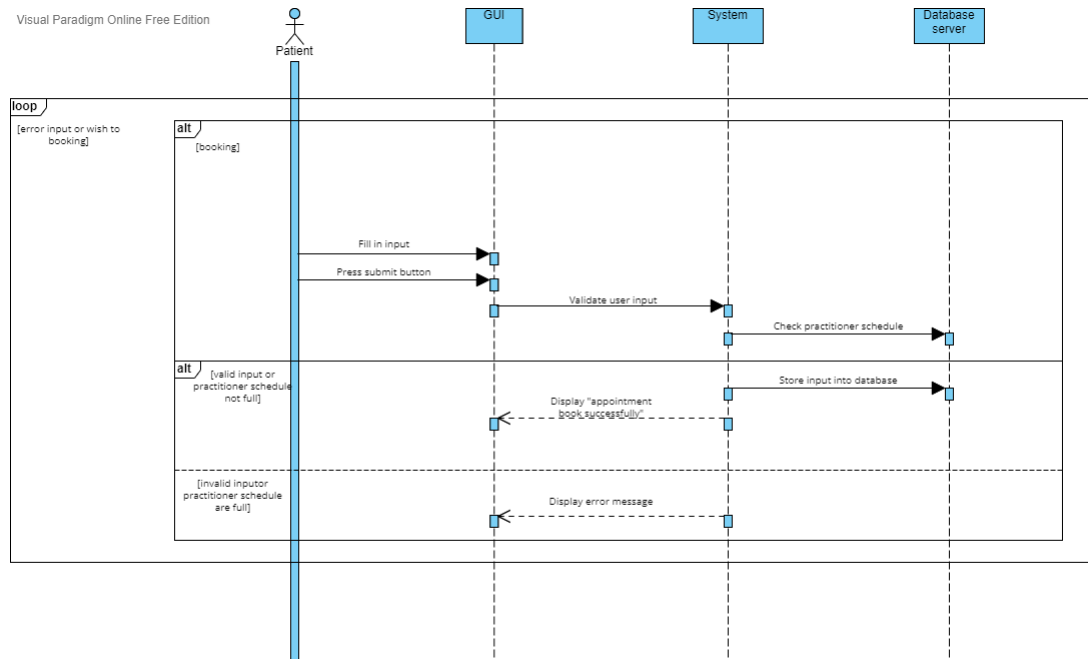 Visual Paradigm Online Free Edition
Patient
GUI
System
Database
server
loop
[error input or wish to
booking]
alt
[booking]
Fill in input
Press submit button
Validate user input
Check practitioner schedule
alt
[valid input or
practitioner schedule
not full]
Store input into database
Display "appointment
book successfully"
[invalid inputor
practitioner schedule
are full]
Display error message